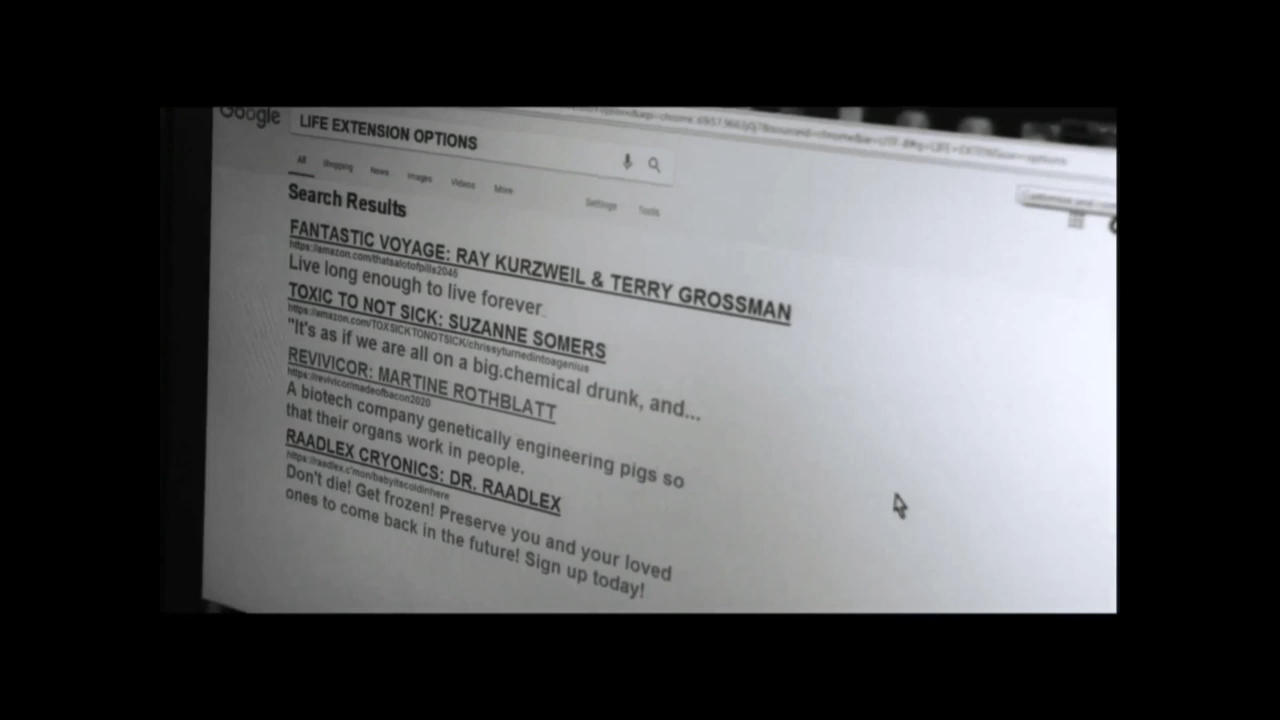 Google
LIFE EXTENSION OPTIONS
All Shopping News Images Videos More Settings Tools
Search Results
FANTASTIC VOYAGE: RAY KURZWEIL & TERRY GROSSMAN
https://amazon.com/thatsalotofpills2045
Live long enough to live forever
TOXIC TO NOT SICK: SUZANNE SOMERS
https://amazon.com/TOXSICKTONOTSICK/chrissyturnedintoagenius
"It's as if we are all on a big.chemical drunk, and...
REVIVICOR: MARTINE ROTHBLATT
https://revivicor/madeofbacon2020
A biotech company genetically engineering pigs so
that their organs work in people.
RAADLEX CRYONICS: DR. RAADLEX
https://raadlex.c'mon/babyitscoldinhere
Don't die! Get frozen! Preserve you and your loved
ones to come back in the future! Sign up today!